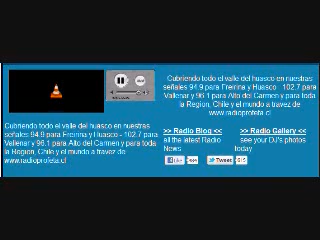 Cubriendo todo el valle del huasco en nuestras
señales 94.9 para Freirina y Huasco - 102.7 para
Vallenar y 96.1 para Alto del Carmen y para toda
la Region, Chile y el mundo a travez de
www.radioprofeta.cl
Cubriendo todo el valle del huasco en nuestras
señales 94.9 para Freirina y Huasco - 102.7 para
Vallenar y 96.1 para Alto del Carmen y para toda
la Region, Chile y el mundo a travez de
www.radioprofeta.cl
>> Radio Blog <<
all the latest Radio
News
>> Radio Gallery <<
see your DJ's photos
today
Like
Tweet 515